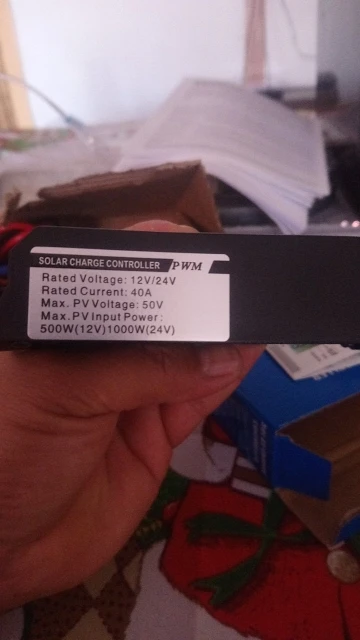 SOLAR CHARGE CONTROLLER PWM
Rated Voltage: 12V/24V
Rated Current: 40A
Max. PV Voltage: 50V
Max.PV Input Power:
500W(12V)1000W(24V)